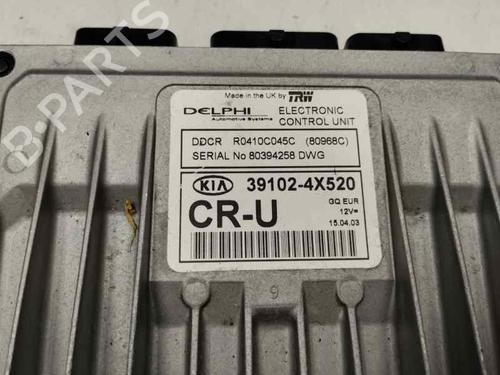 Made in the UK by TRW
DELPHI
Automotive Systems
ELECTRONIC
CONTROL UNIT
DDCR R0410C045C (80968C)
SERIAL No 80394258 DWG
KIA 39102-4X520
CR-U
GQ EUR
12V=
15.04.03
9
B-PARTS